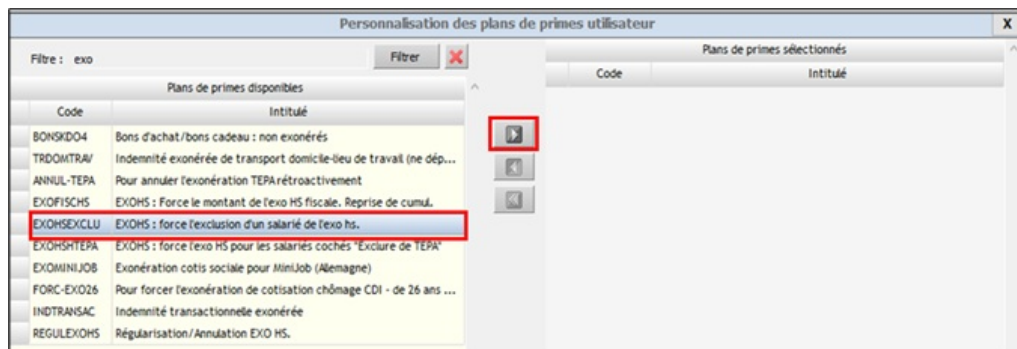 Personnalisation des plans de primes utilisateur X
Filtre : exo Filtrer
Plans de primes disponibles
Code Intitulé
BONSKDO4 Bons d'achat/bons cadeau : non exonérés
TRDOMTRAV Indemnité exonérée de transport domicile-lieu de travail (ne dép...
ANNUL-TEPA Pour annuler l'exonération TEPA rétroactivement
EXOFISCHS EXOHS : Force le montant de l'exo HS fiscale. Reprise de cumul.
EXOHSEXCLU EXOHS : force l'exclusion d'un salarié de l'exo hs.
EXOHSHTEPA EXOHS : force l'exo HS pour les salariés cochés "Exclure de TEPA"
EXOMINIJOB Exonération cotis sociale pour MiniJob (Allemagne)
FORC-EXO26 Pour forcer l'exonération de cotisation chômage CDI - de 26 ans ...
INDTRANSAC Indemnité transactionnelle exonérée
REGULEXOHS Régularisation/Annulation EXO HS.
Plans de primes sélectionnés
Code Intitulé